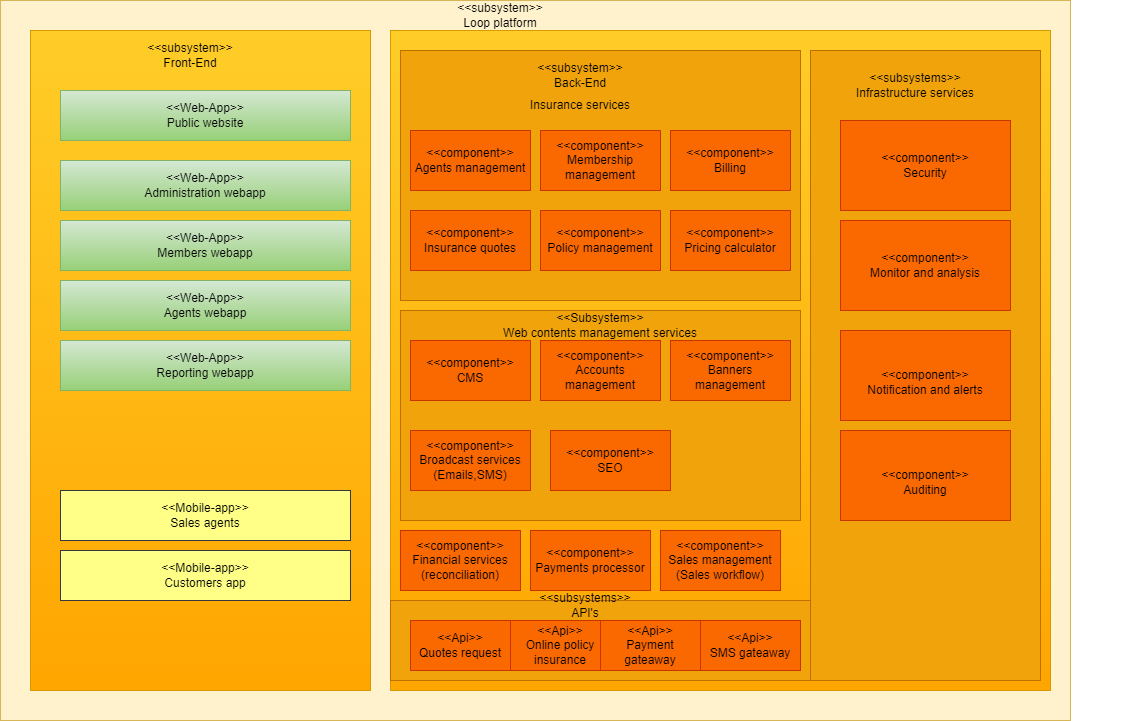 <<subsystem>>
Loop platform
<<subsystem>>
Front-End
<<Web-App>>
Public website
<<Web-App>>
Administration webapp
<<Web-App>>
Members webapp
<<Web-App>>
Agents webapp
<<Web-App>>
Reporting webapp
<<Mobile-app>>
Sales agents
<<Mobile-app>>
Customers app
<<subsystem>>
Back-End
Insurance services
<<component>>
Agents management
<<component>>
Membership
management
<<component>>
Billing
<<component>>
Insurance quotes
<<component>>
Policy management
<<component>>
Pricing calculator
<<Subsystem>>
Web contents management services
<<component>>
CMS
<<component>>
Accounts
management
<<component>>
Banners
management
<<component>>
Broadcast services
(Emails,SMS)
<<component>>
SEO
<<component>>
Financial services
(reconciliation)
<<component>>
Payments processor
<<component>>
Sales management
(Sales workflow)
<<subsystems>>
API's
<<Api>>
Quotes request
<<Api>>
Online policy
insurance
<<Api>>
Payment
gateaway
<<Api>>
SMS gateaway
<<subsystems>>
Infrastructure services
<<component>>
Security
<<component>>
Monitor and analysis
<<component>>
Notification and alerts
<<component>>
Auditing